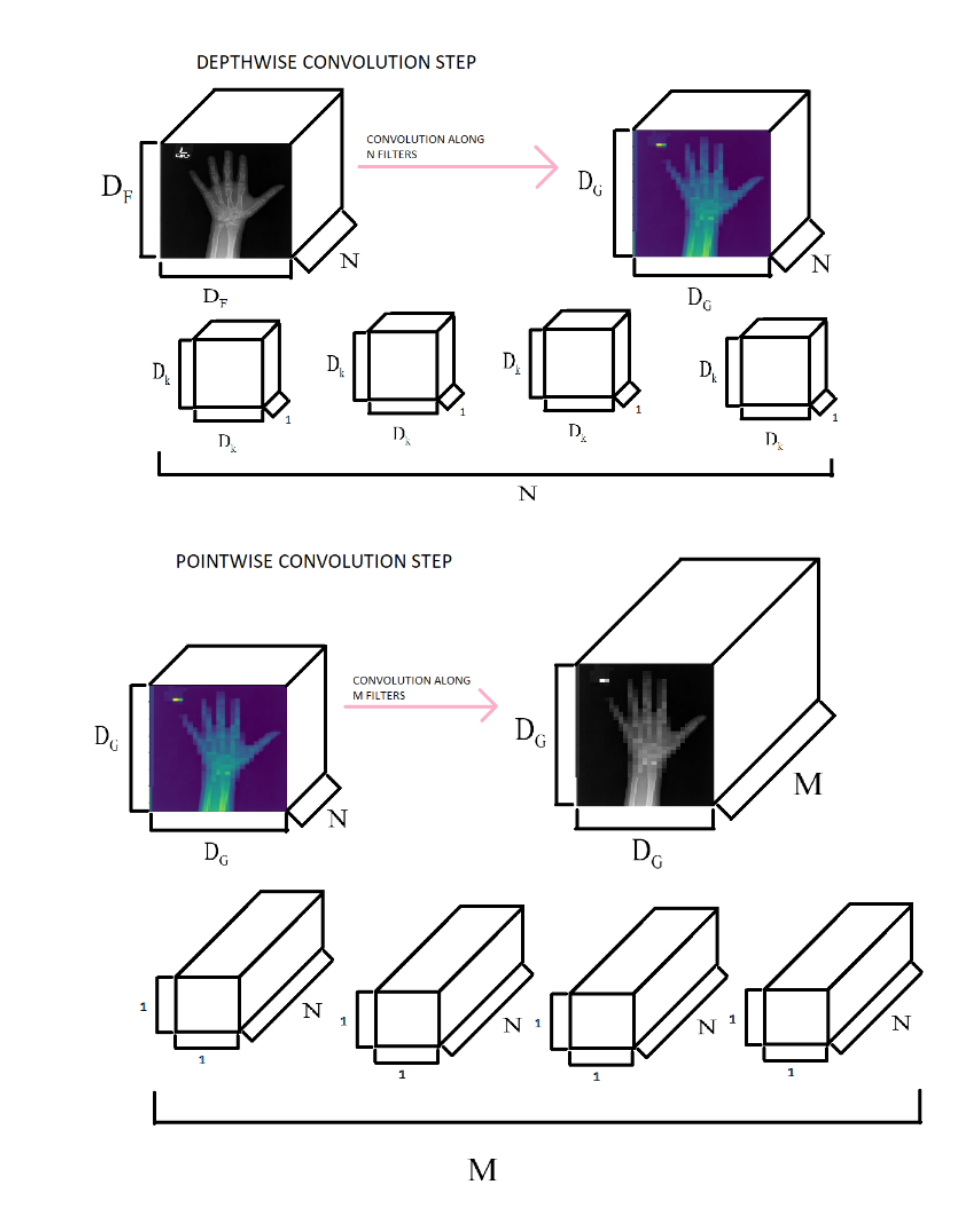 DEPTHWISE CONVOLUTION STEP
CONVOLUTION ALONG
N FILTERS
D_F
N
D_F
D_G
N
D_G
D_k
1
D_k
D_k
1
D_k
D_k
1
D_k
D_k
1
D_k
N
POINTWISE CONVOLUTION STEP
CONVOLUTION ALONG
M FILTERS
D_G
N
D_G
D_G
M
D_G
1
N
1
1
N
1
1
N
1
1
N
1
M